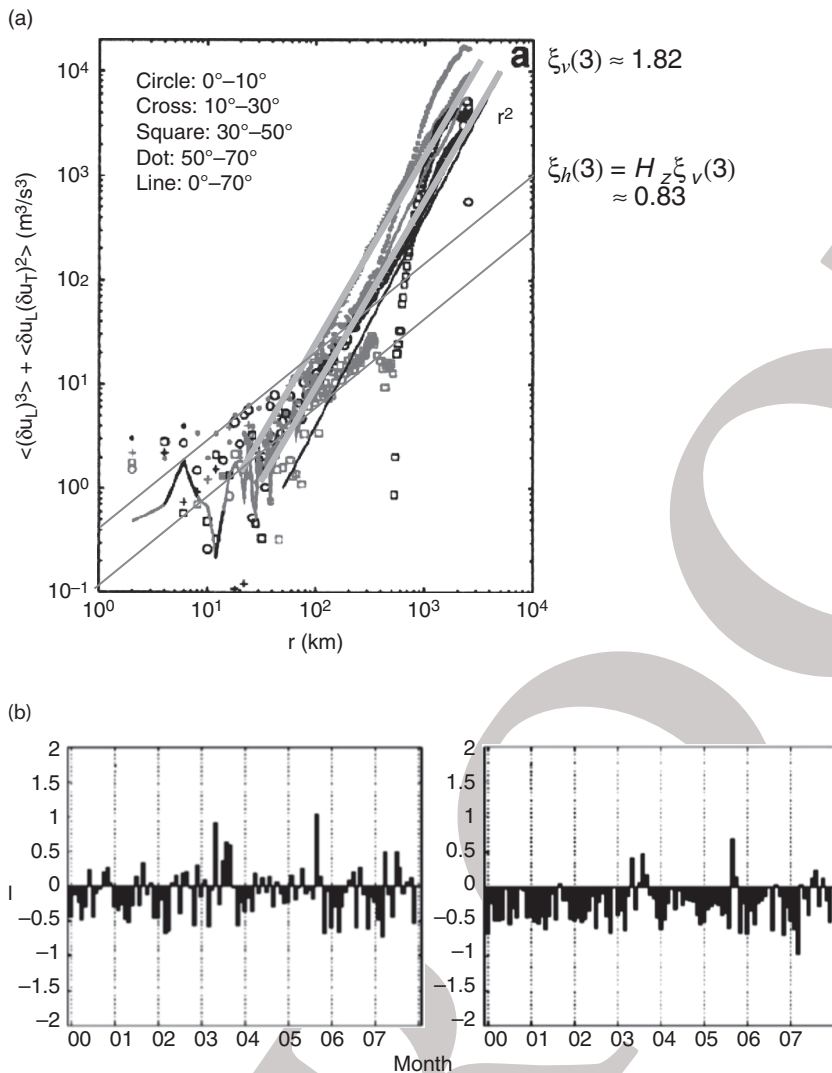 (a)
a
ξv(3) ≈ 1.82
Circle: 0°–10°
Cross: 10°–30°
Square: 30°–50°
Dot: 50°–70°
Line: 0°–70°
r²
ξh(3) = Hzξv(3)
≈ 0.83
<(δuL)³> + <δuL(δuT)²> (m³/s³)
10⁴
10³
10²
10¹
10⁰
10⁻¹
10⁰ 10¹ 10² 10³ 10⁴
r (km)
(b)
2
1.5
1
0.5
0
I
–0.5
–1
–1.5
–2
00 01 02 03 04 05 06 07
2
1.5
1
0.5
0
–0.5
–1
–1.5
–2
00 01 02 03 04 05 06 07
Month